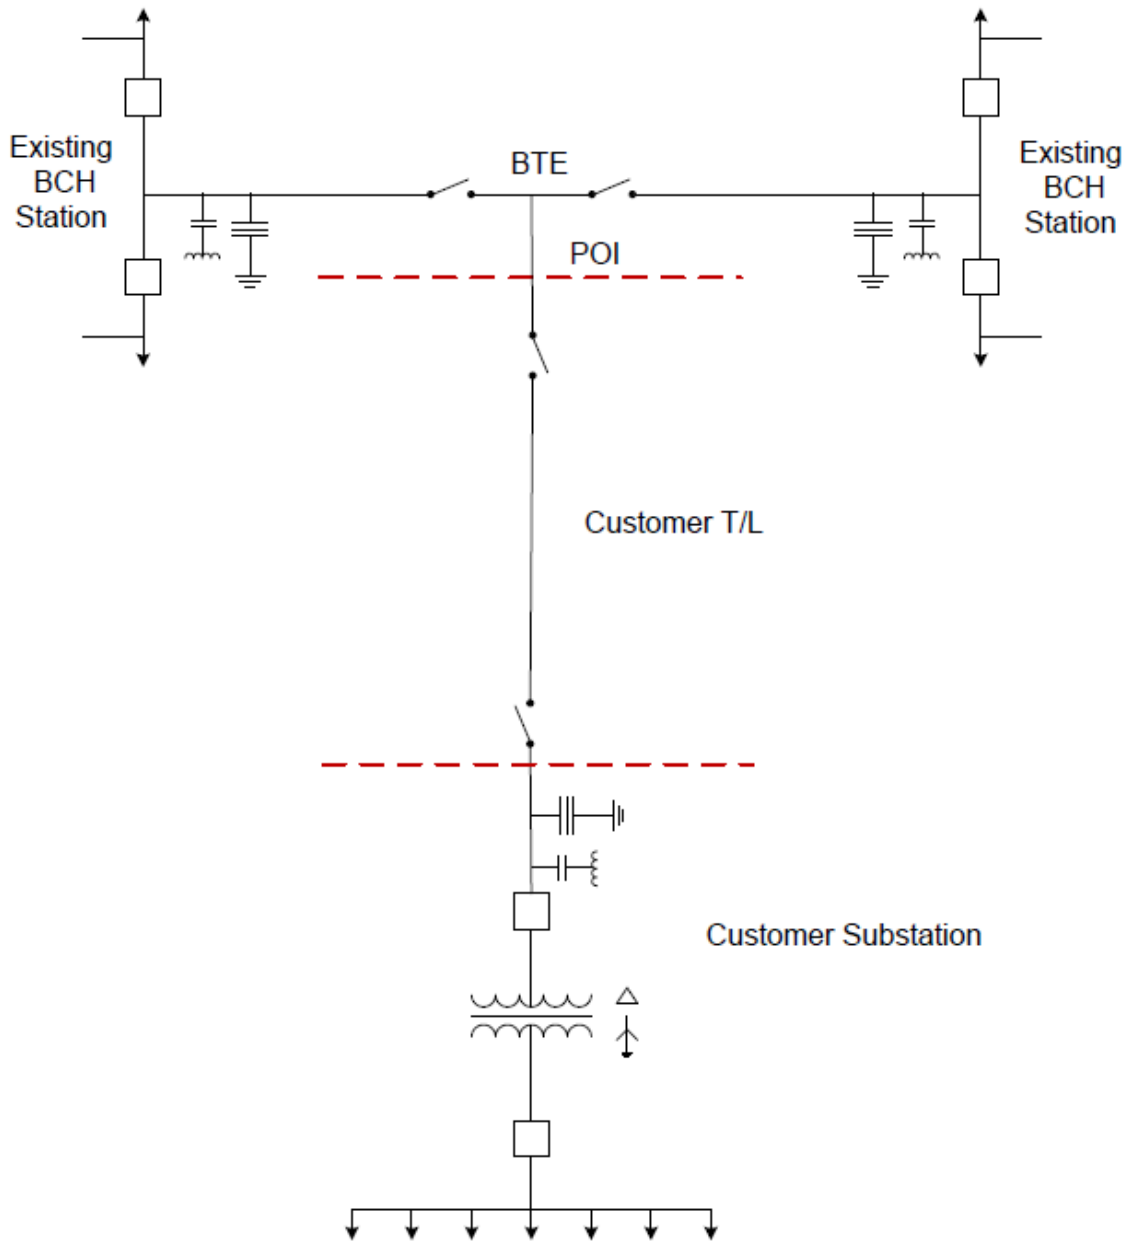 Existing
BCH
Station
BTE
Existing
BCH
Station
POI
Customer T/L
Customer Substation